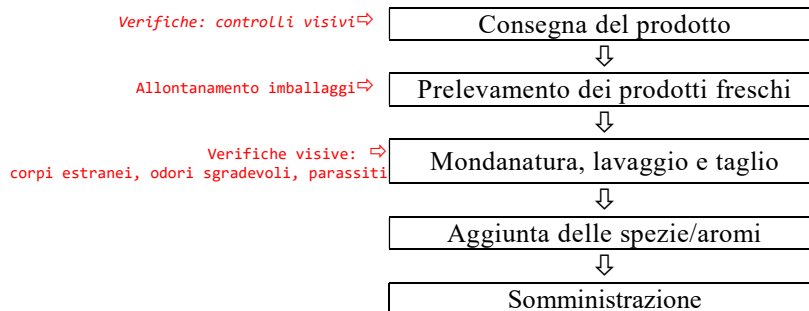 Verifiche: controlli visivi⇨ Consegna del prodotto
Allontanamento imballaggi⇨ Prelevamento dei prodotti freschi
Verifiche visive: ⇨
corpi estranei, odori sgradevoli, parassiti
Mondanatura, lavaggio e taglio
Aggiunta delle spezie/aromi
Somministrazione